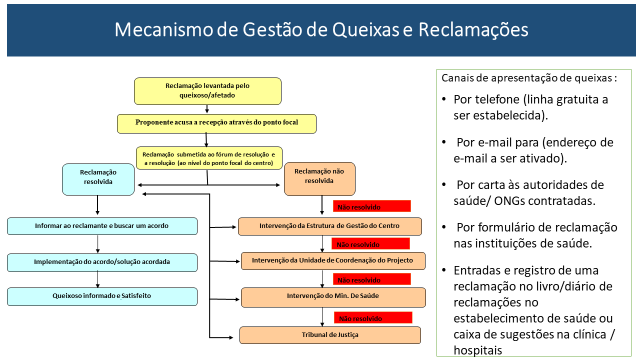 Mecanismo de Gestão de Queixas e Reclamações
Reclamação levantada pelo
queixoso/afetado
Proponente acusa a recepção através do ponto focal
Reclamação submetida ao fórum de resolução e
a resolução (ao nível do ponto focal do centro)
Reclamação
resolvida
Reclamação não
resolvida
Não resolvido
Informar ao reclamante e buscar um acordo
Intervenção da Estrutura de Gestão do Centro
Não resolvido
Implementação do acordo/solução acordada
Intervenção da Unidade de Coordenação do Projecto
Não resolvido
Queixoso informado e Satisfeito
Intervenção do Min. De Saúde
Não resolvido
Tribunal de Justiça
Canais de apresentação de queixas :
• Por telefone (linha gratuita a
ser estabelecida).
• Por e-mail para (endereço de
e-mail a ser ativado).
• Por carta às autoridades de
saúde/ ONGs contratadas.
• Por formulário de reclamação
nas instituições de saúde.
• Entradas e registro de uma
reclamação no livro/diário de
reclamações no
estabelecimento de saúde ou
caixa de sugestões na clínica /
hospitais